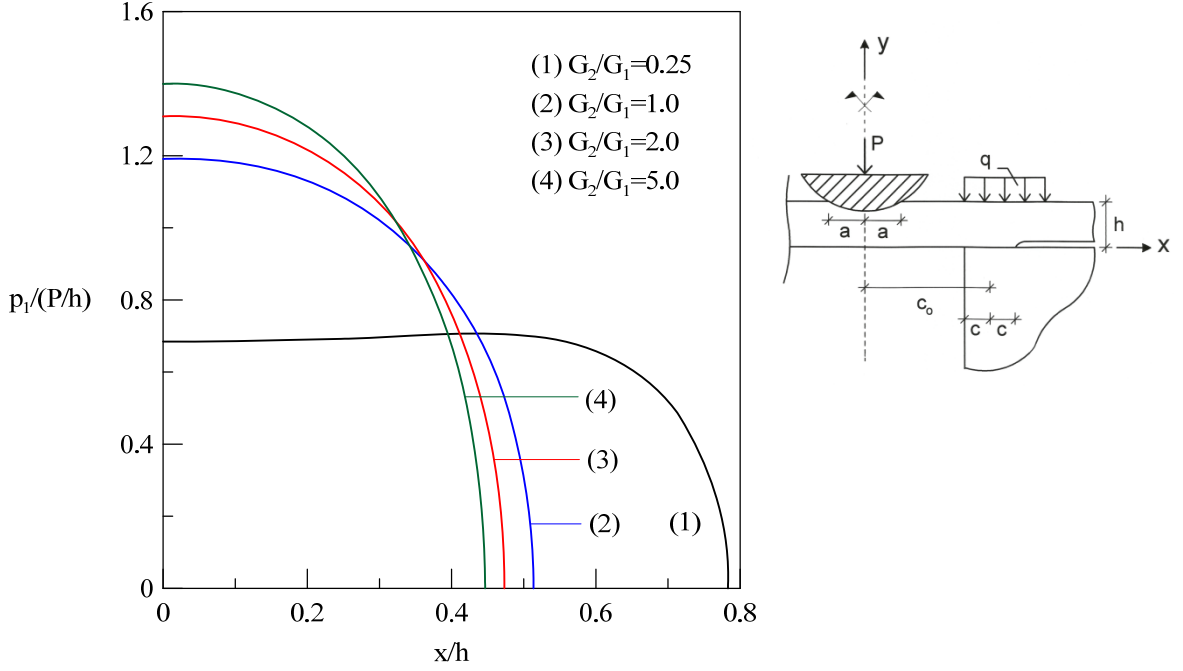 1.6
1.2
0.8
0.4
0
p₁/(P/h)
(1) G₂/G₁=0.25
(2) G₂/G₁=1.0
(3) G₂/G₁=2.0
(4) G₂/G₁=5.0
(4)
(3)
(2)
(1)
0 0.2 0.4 0.6 0.8
x/h
y
P
q
a a
h
x
c₀
c c